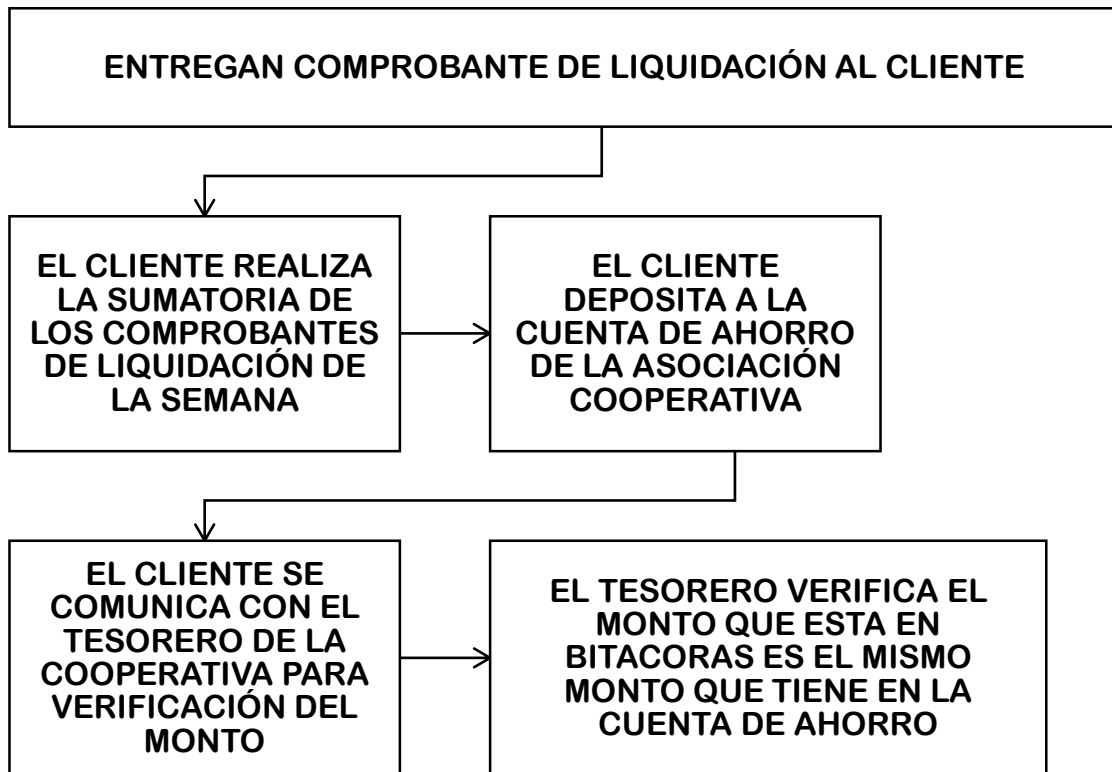 ENTREGAN COMPROBANTE DE LIQUIDACIÓN AL CLIENTE
EL CLIENTE REALIZA
LA SUMATORIA DE
LOS COMPROBANTES
DE LIQUIDACIÓN DE
LA SEMANA
EL CLIENTE
DEPOSITA A LA
CUENTA DE AHORRO
DE LA ASOCIACIÓN
COOPERATIVA
EL CLIENTE SE
COMUNICA CON EL
TESORERO DE LA
COOPERATIVA PARA
VERIFICACIÓN DEL
MONTO
EL TESORERO VERIFICA EL
MONTO QUE ESTA EN
BITACORAS ES EL MISMO
MONTO QUE TIENE EN LA
CUENTA DE AHORRO